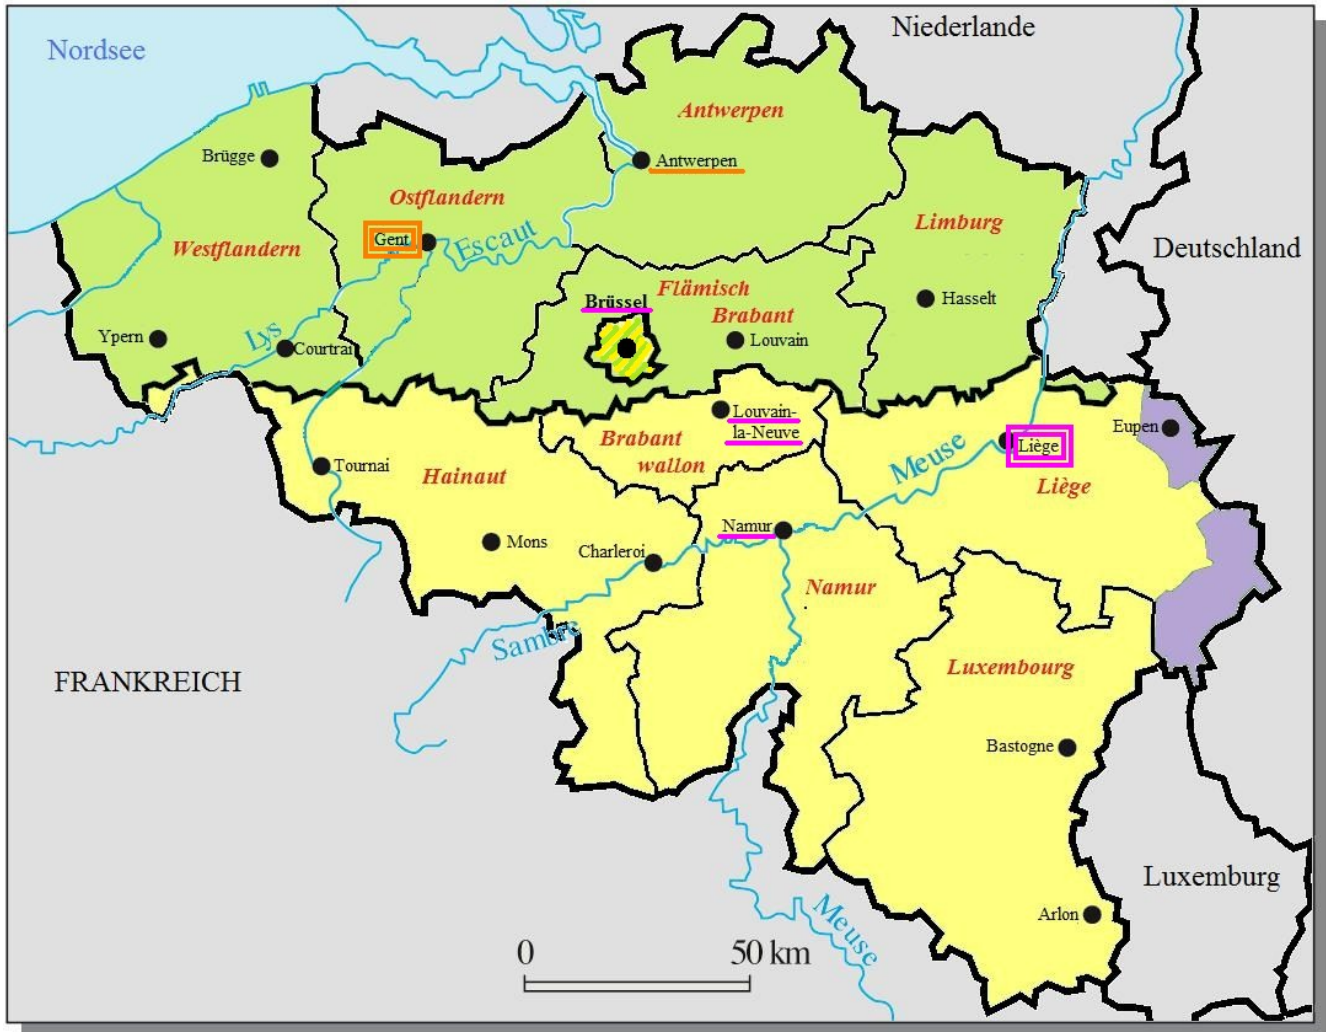 Niederlande
Nordsee
Antwerpen
Brügge
Antwerpen
Ostflandern
Limburg
Gent
Escaut
Westflandern
Deutschland
Flämisch
Brabant
Brüssel
Hasselt
Ypern
Lys
Courtrai
Louvain
Louvain-
la-Neuve
Eupen
Brabant
wallon
Meuse
Liège
Liège
Tournai
Hainaut
Namur
Mons
Charleroi
Namur
Sambre
Luxembourg
FRANKREICH
Bastogne
Luxemburg
Arlon
Meuse
0 50 km